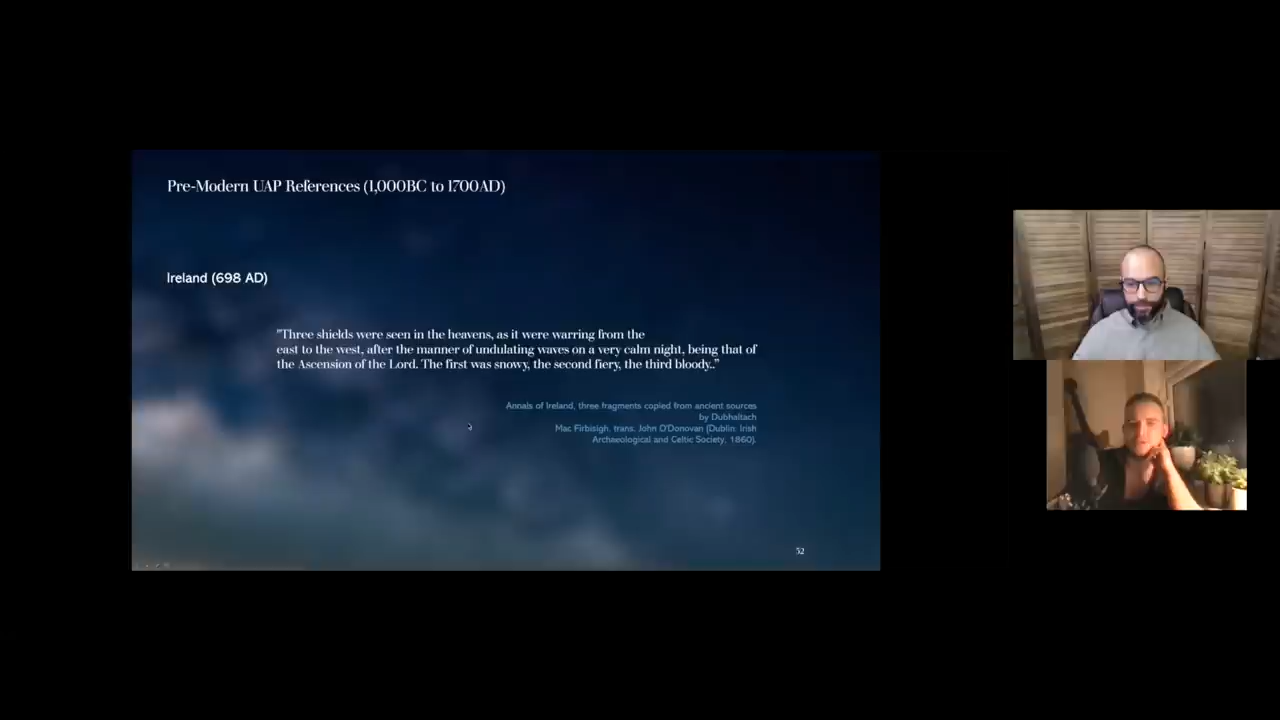 Pre-Modern UAP References (1,000BC to 1700AD)
Ireland (698 AD)
"Three shields were seen in the heavens, as it were warring from the
east to the west, after the manner of undulating waves on a very calm night, being that of
the Ascension of the Lord. The first was snowy, the second fiery, the third bloody.."
Annals of Ireland, three fragments copied from ancient sources
by Dubhaltach
Mac Firbisigh, trans. John O'Donovan (Dublin: Irish
Archaeological and Celtic Society, 1860).
52